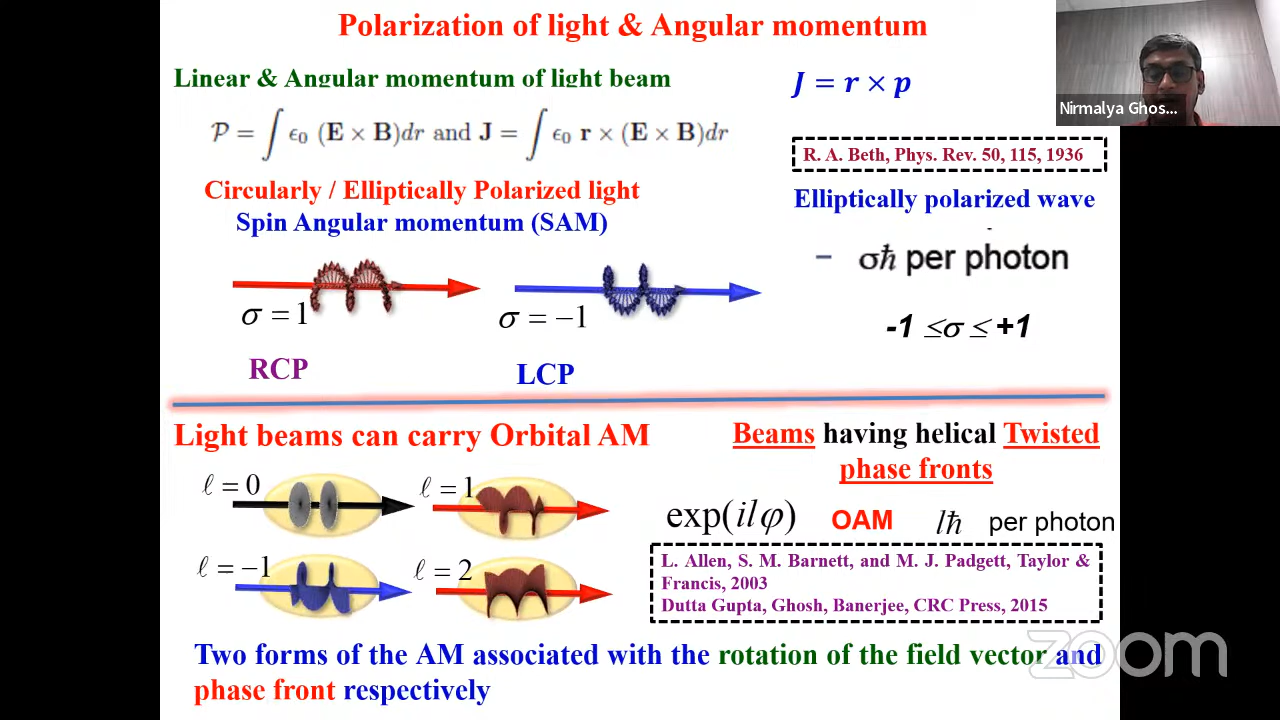 Polarization of light & Angular momentum
Linear & Angular momentum of light beam
J = r × p
Nirmalya Ghos...
𝒫 = ∫ ϵ₀ (E × B)dr and J = ∫ ϵ₀ r × (E × B)dr
R. A. Beth, Phys. Rev. 50, 115, 1936
Circularly / Elliptically Polarized light
Spin Angular momentum (SAM)
Elliptically polarized wave
– σℏ per photon
σ = 1
σ = −1
-1 ≤σ ≤ +1
RCP
LCP
Light beams can carry Orbital AM
Beams having helical Twisted
phase fronts
ℓ = 0
ℓ = 1
exp(ilφ) OAM lℏ per photon
ℓ = −1
ℓ = 2
L. Allen, S. M. Barnett, and M. J. Padgett, Taylor &
Francis, 2003
Dutta Gupta, Ghosh, Banerjee, CRC Press, 2015
Two forms of the AM associated with the rotation of the field vector and
phase front respectively
zoom